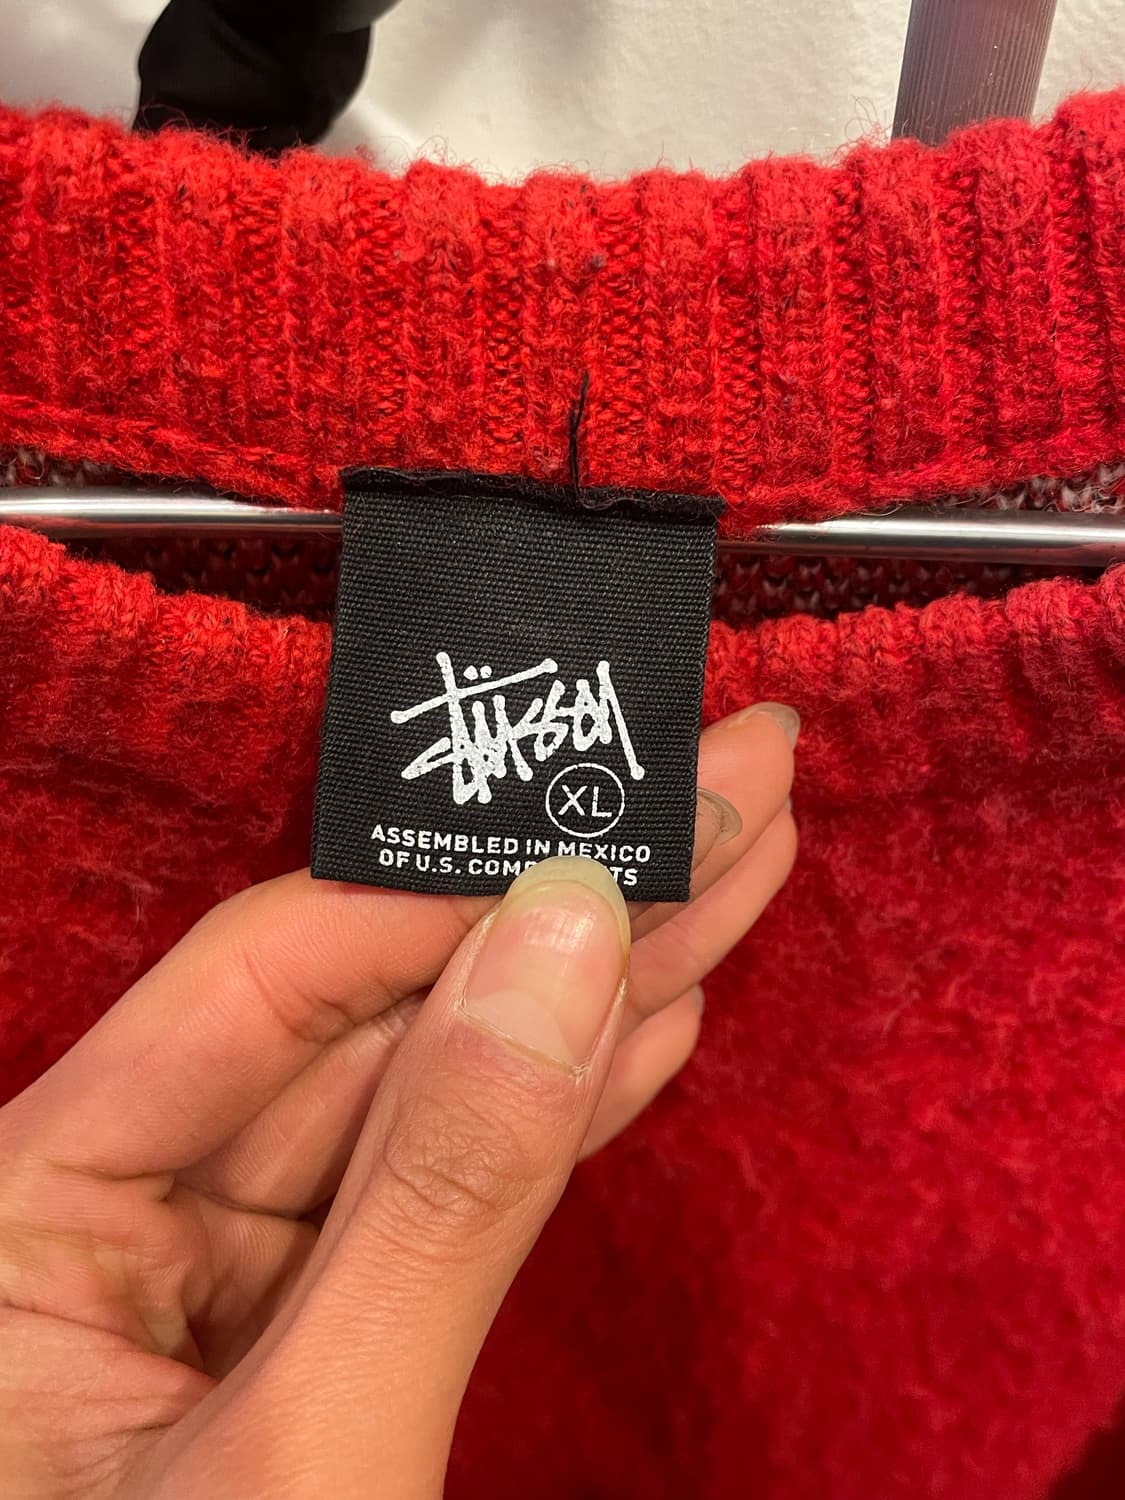 Stüssy
XL
ASSEMBLED IN MEXICO
OF U.S.